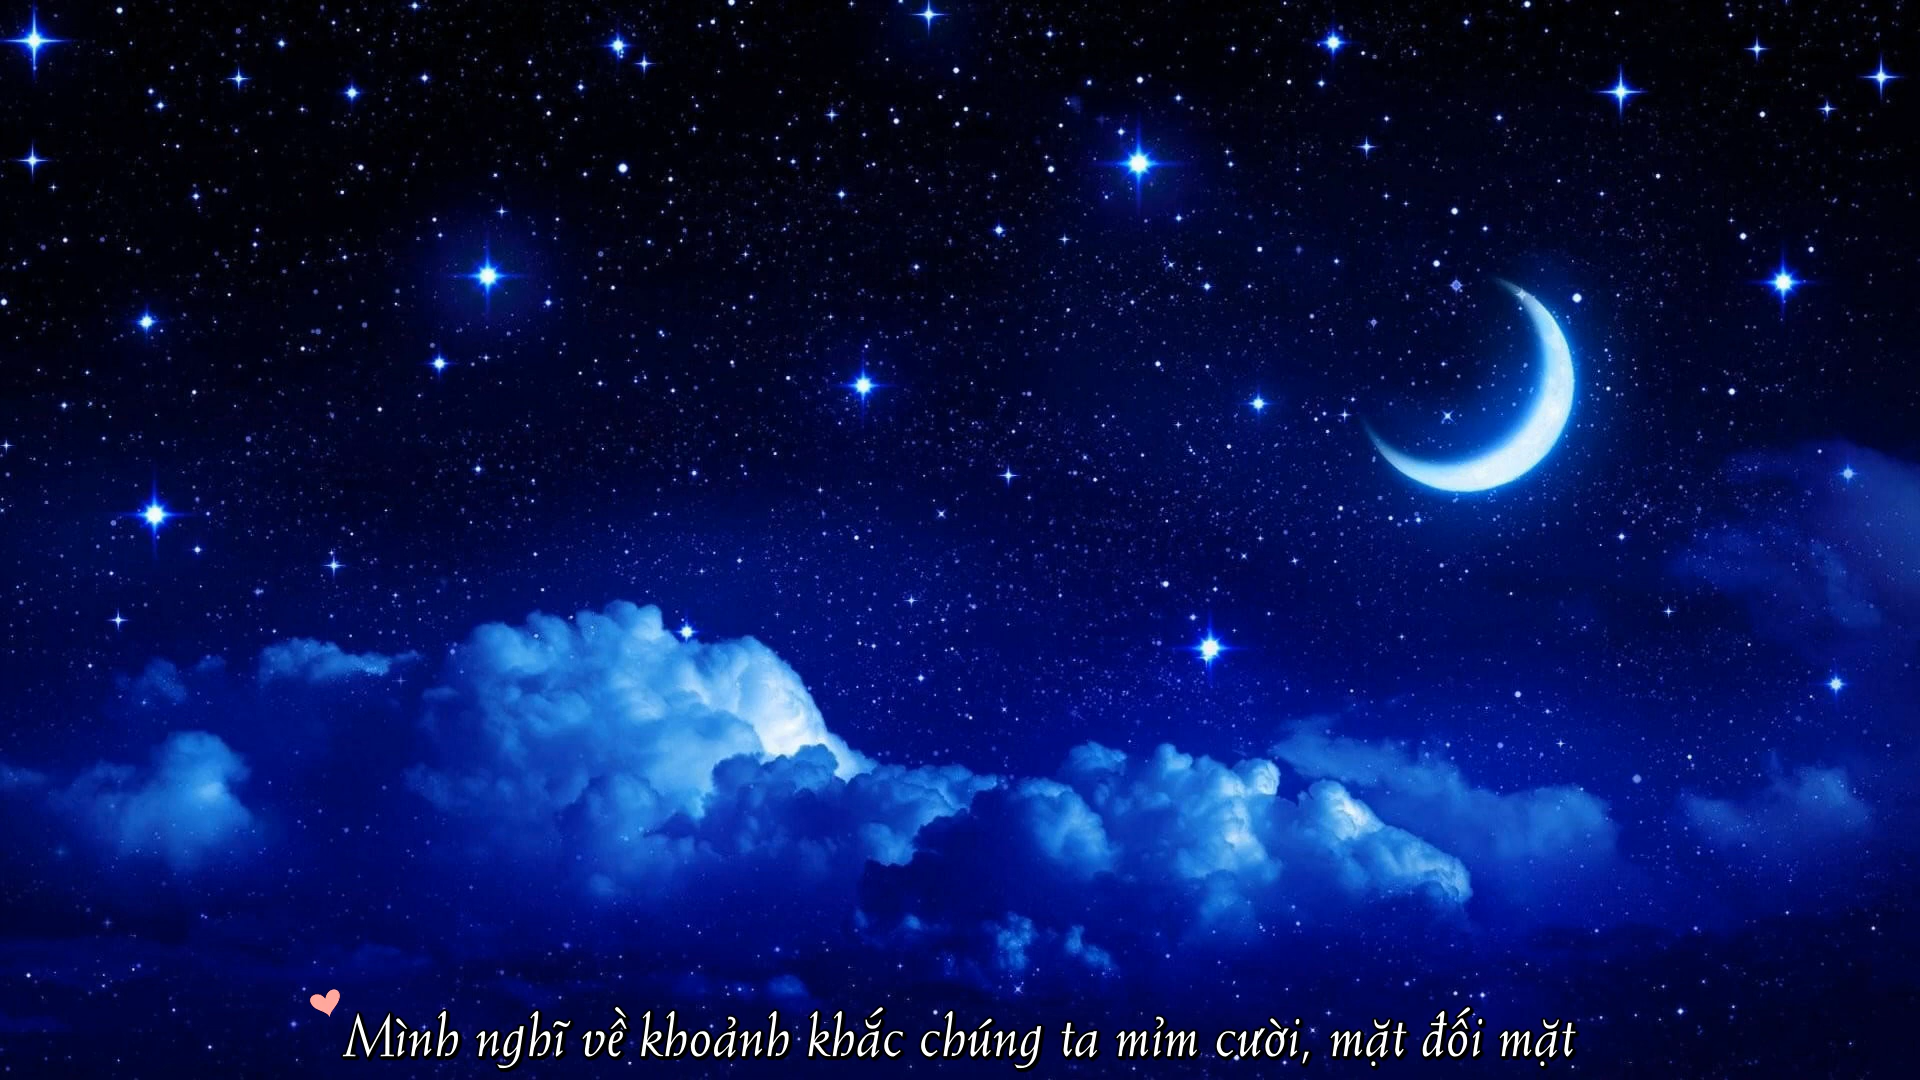 Mình nghĩ về khoảnh khắc chúng ta mỉm cười, mặt đối mặt